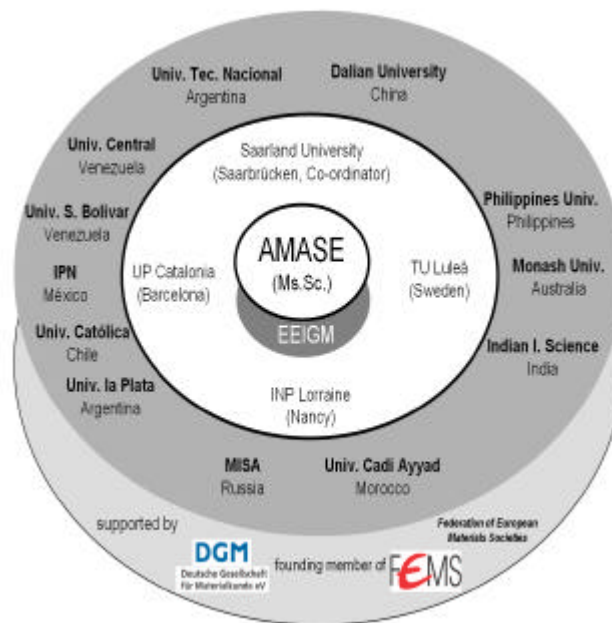 Univ. Tec. Nacional
Argentina
Dalian University
China
Univ. Central
Venezuela
Saarland University
(Saarbrücken, Co-ordinator)
Univ. S. Bolivar
Venezuela
Philippines Univ.
Philippines
IPN
México
UP Catalonia
(Barcelona)
AMASE
(Ms.Sc.)
EEIGM
TU Luleå
(Sweden)
Monash Univ.
Australia
Univ. Católica
Chile
Indian I. Science
India
Univ. la Plata
Argentina
INP Lorraine
(Nancy)
MISA
Russia
Univ. Cadi Ayyad
Morocco
supported by
DGM
Deutsche Gesellschaft
für Materialkunde eV
founding member of
Federation of European
Materials Societies
FEMS